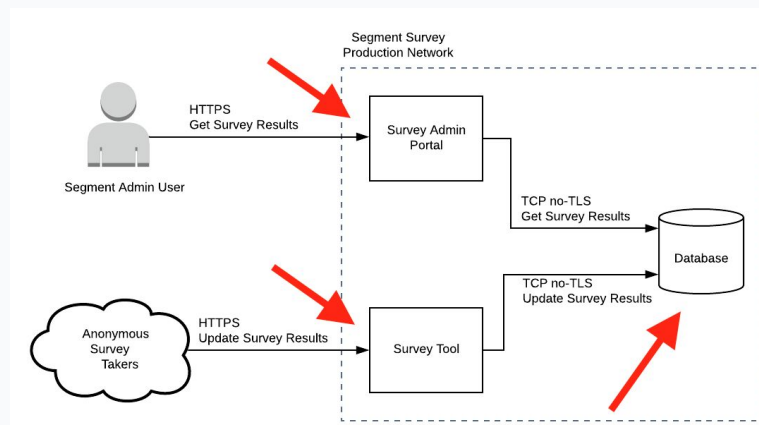 Segment Survey
Production Network
HTTPS
Get Survey Results
Survey Admin
Portal
Segment Admin User
TCP no-TLS
Get Survey Results
Database
TCP no-TLS
Update Survey Results
HTTPS
Update Survey Results
Anonymous
Survey
Takers
Survey Tool